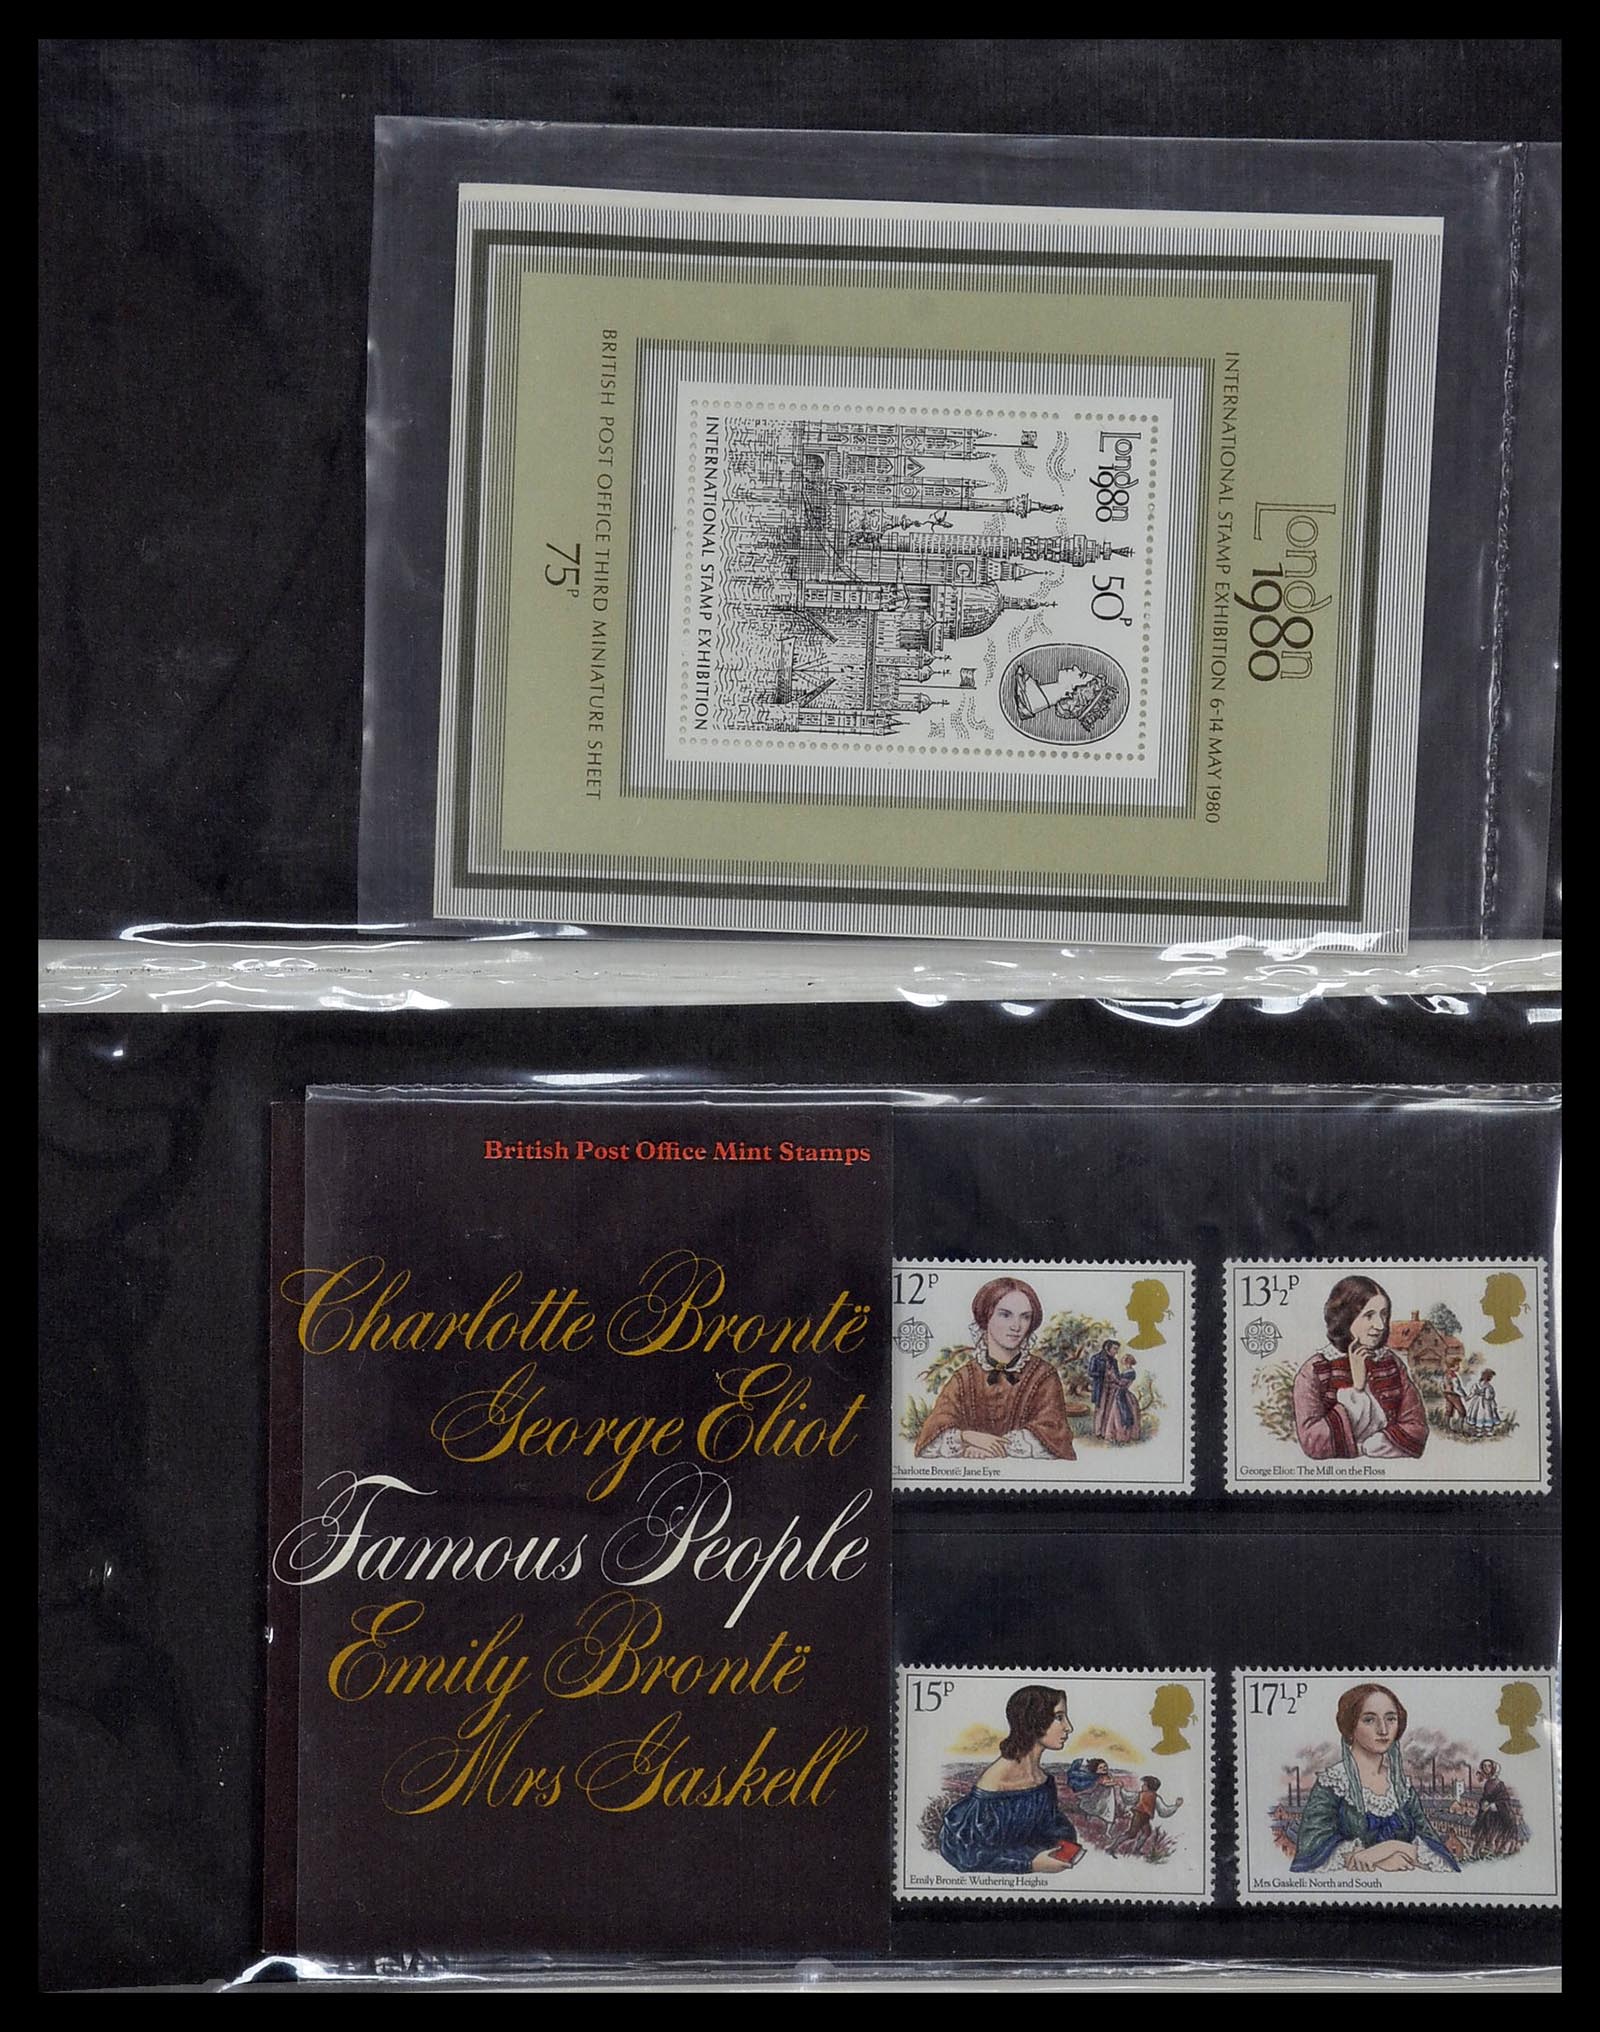 London
1980
INTERNATIONAL STAMP EXHIBITION 6-14 MAY 1980
London
1980
50P
INTERNATIONAL STAMP EXHIBITION
BRITISH POST OFFICE THIRD MINIATURE SHEET
75P
British Post Office Mint Stamps
Charlotte Brontë
George Eliot
Famous People
Emily Brontë
Mrs Gaskell
12P
Charlotte Brontë: Jane Eyre
13½P
George Eliot: The Mill on the Floss
15P
Emily Brontë: Wuthering Heights
17½P
Mrs Gaskell: North and South